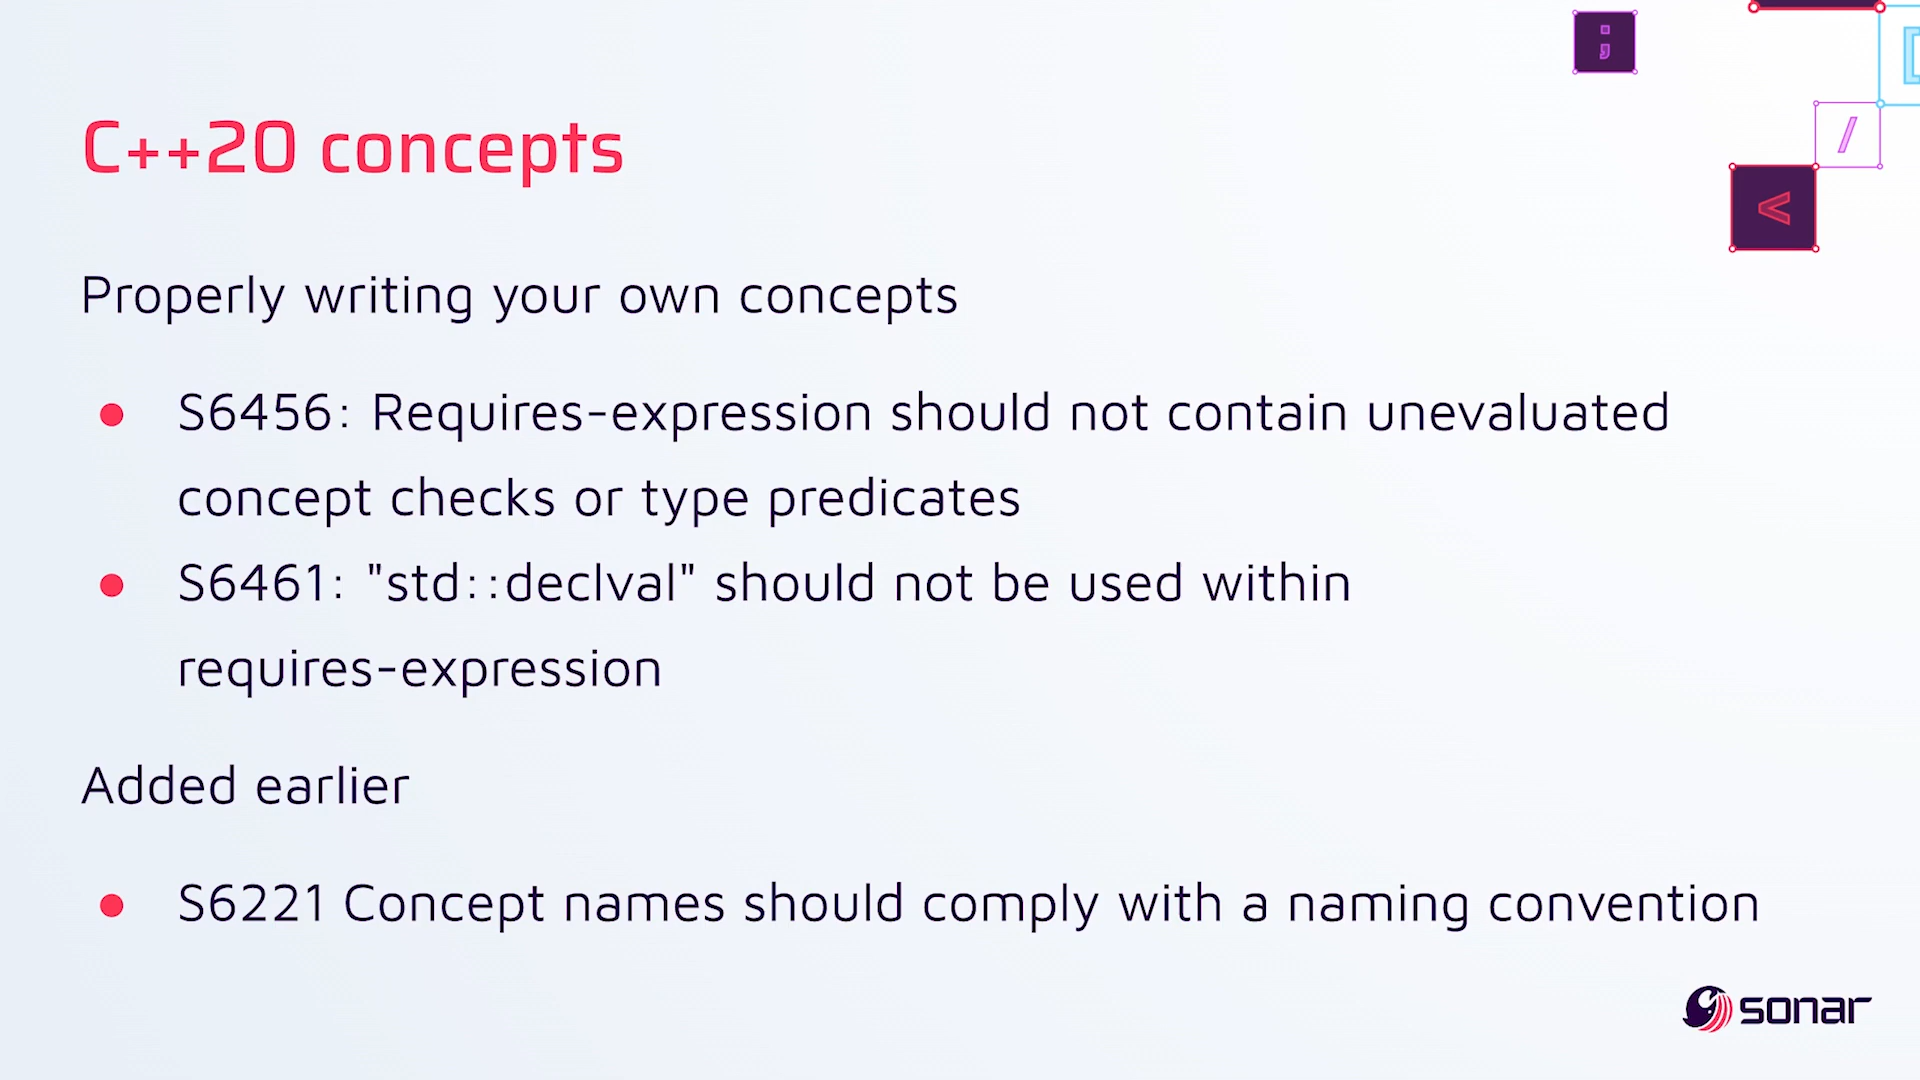 ;
/
<
C++20 concepts
Properly writing your own concepts
● S6456: Requires-expression should not contain unevaluated
concept checks or type predicates
● S6461: "std::declval" should not be used within
requires-expression
Added earlier
● S6221 Concept names should comply with a naming convention
sonar